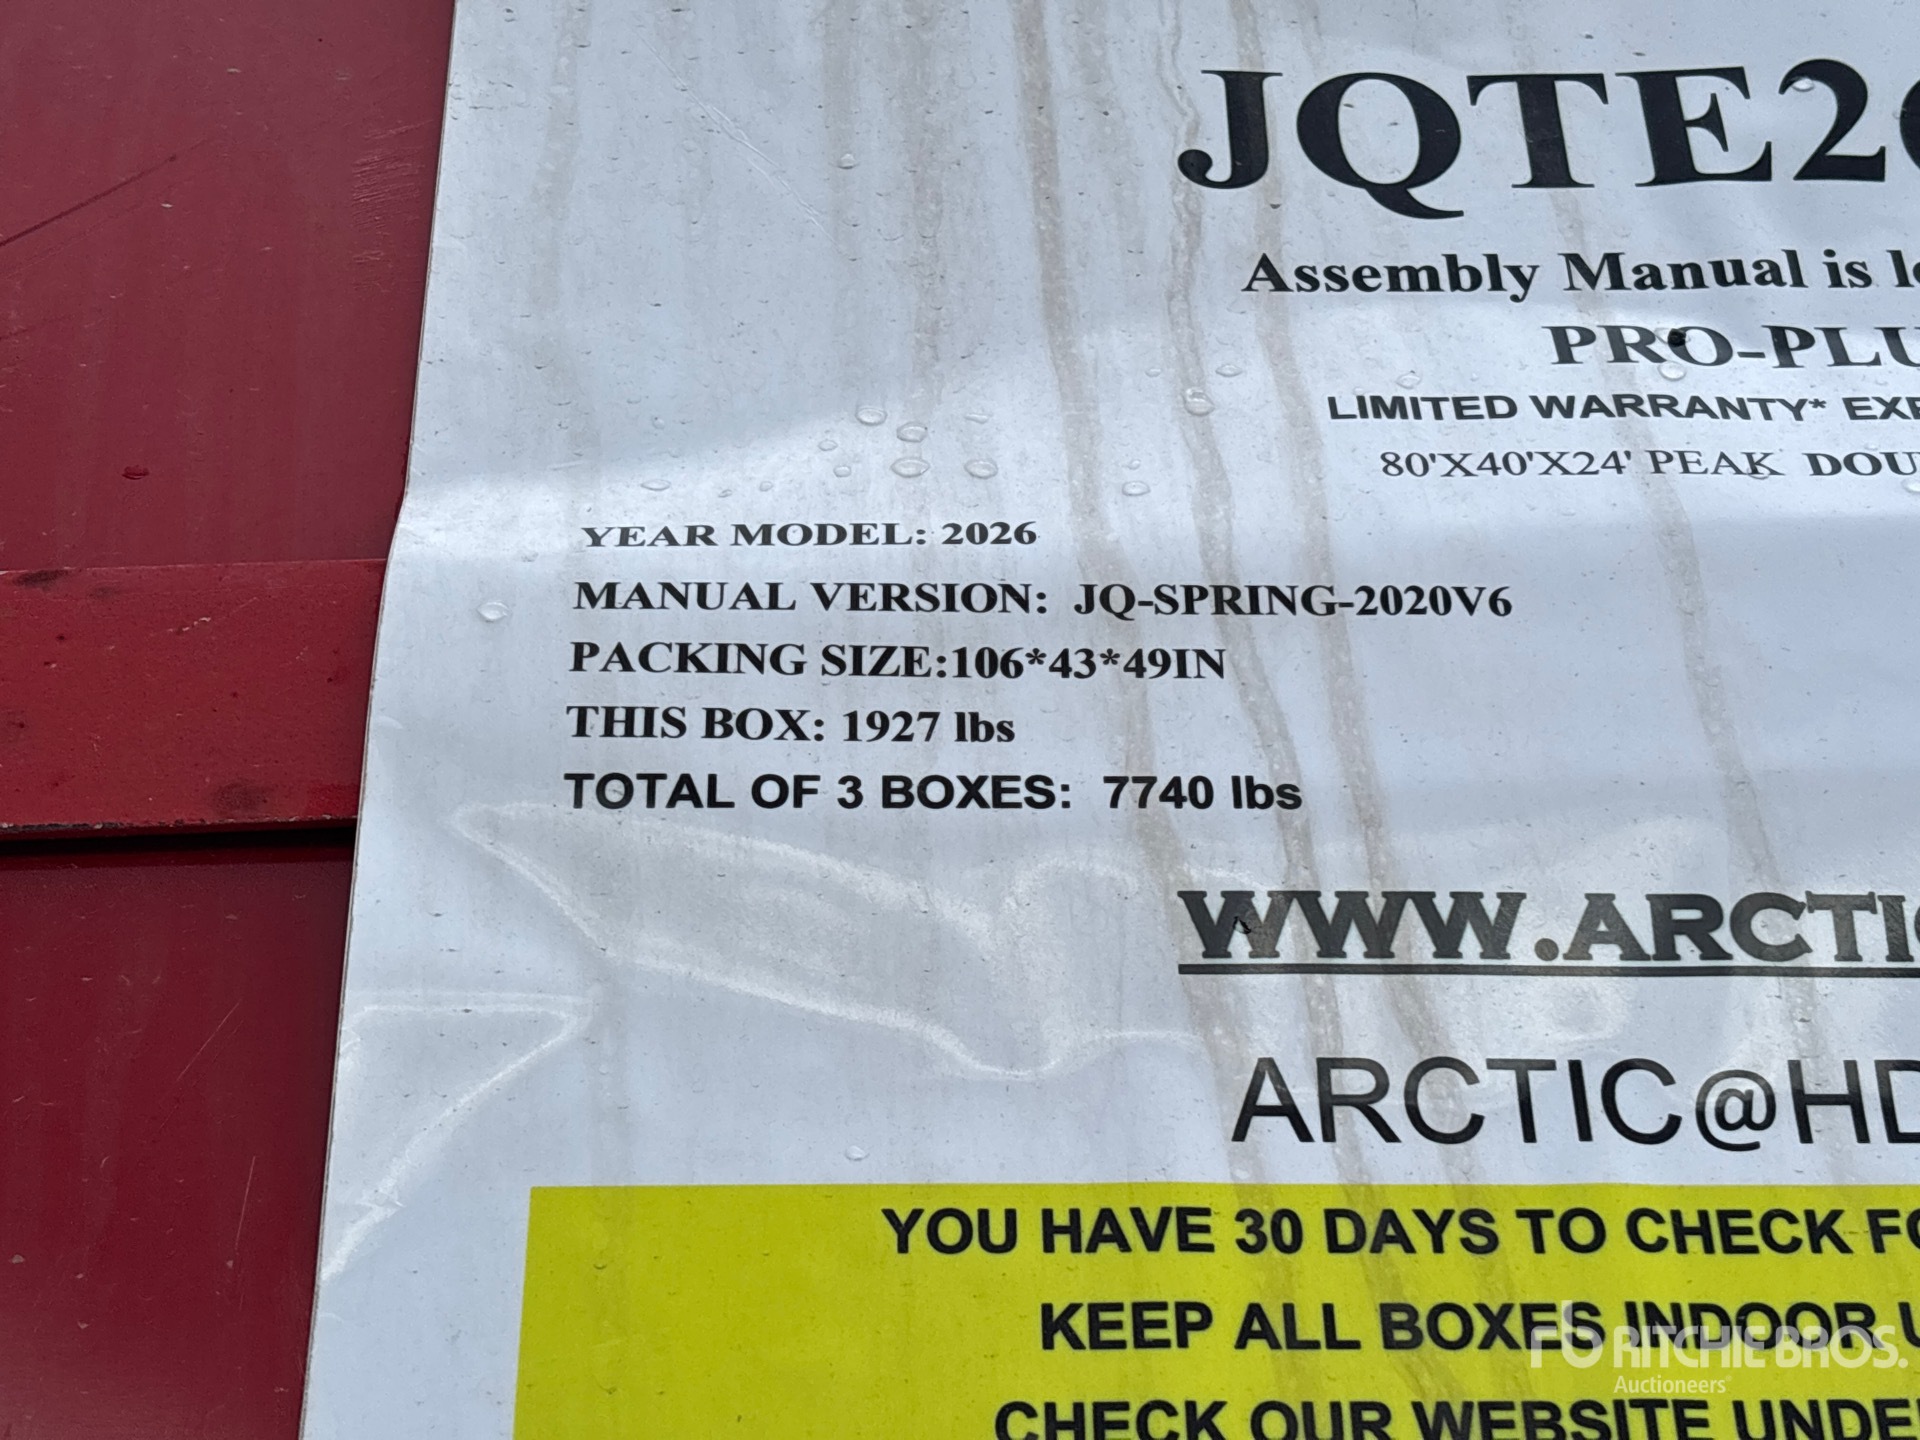 JQTE2
Assembly Manual is
PRO-PLU
LIMITED WARRANTY* EX
80'X40'X24' PEAK DOU
YEAR MODEL: 2026
MANUAL VERSION: JQ-SPRING-2020V6
PACKING SIZE:106*43*49IN
THIS BOX: 1927 lbs
TOTAL OF 3 BOXES: 7740 lbs
WWW.ARCTIC
ARCTIC@HD
YOU HAVE 30 DAYS TO CHECK FO
KEEP ALL BOXES INDOOR U
CHECK OUR WEBSITE UNDE
rb RITCHIE BROS.
Auctioneers